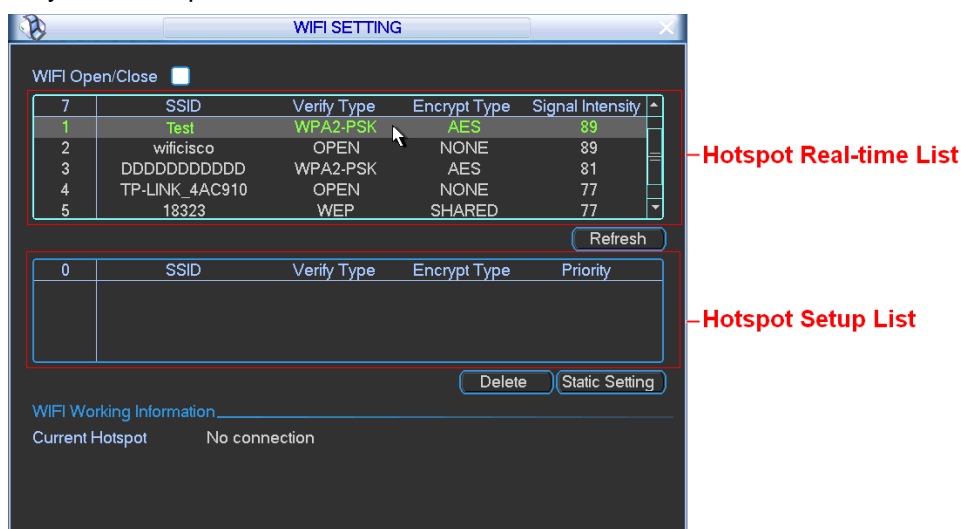 WIFI SETTING
WIFI Open/Close
7 SSID Verify Type Encrypt Type Signal Intensity
1 Test WPA2-PSK AES 89
2 wificisco OPEN NONE 89
3 DDDDDDDDDDD WPA2-PSK AES 81
4 TP-LINK_4AC910 OPEN NONE 77
5 18323 WEP SHARED 77
Hotspot Real-time List
Refresh
0 SSID Verify Type Encrypt Type Priority
Hotspot Setup List
Delete Static Setting
WIFI Working Information
Current Hotspot No connection